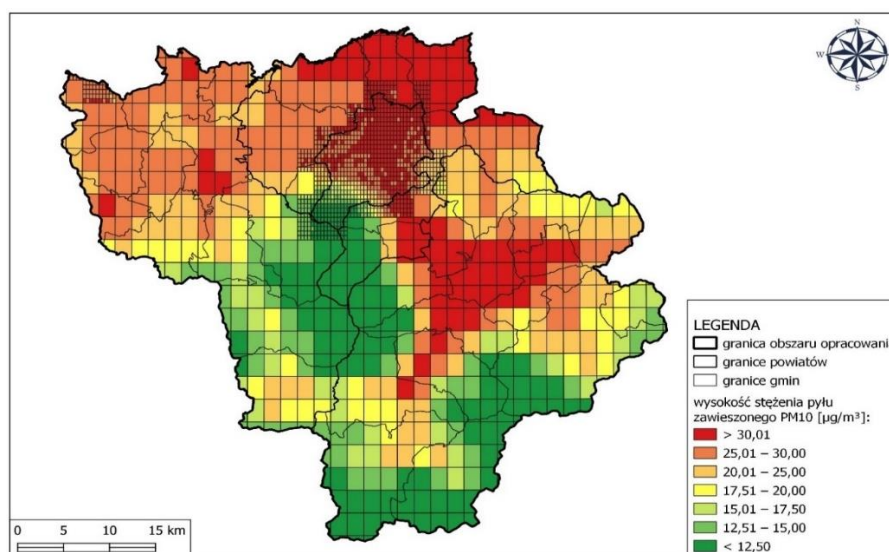 N
W
E
S
LEGENDA
granica obszaru opracowania
granice powiatów
granice gmin
wysokość stężenia pyłu
zawieszonego PM10 [µg/m³]:
> 30,01
25,01 – 30,00
20,01 – 25,00
17,51 – 20,00
15,01 – 17,50
12,51 – 15,00
< 12,50
0 5 10 15 km